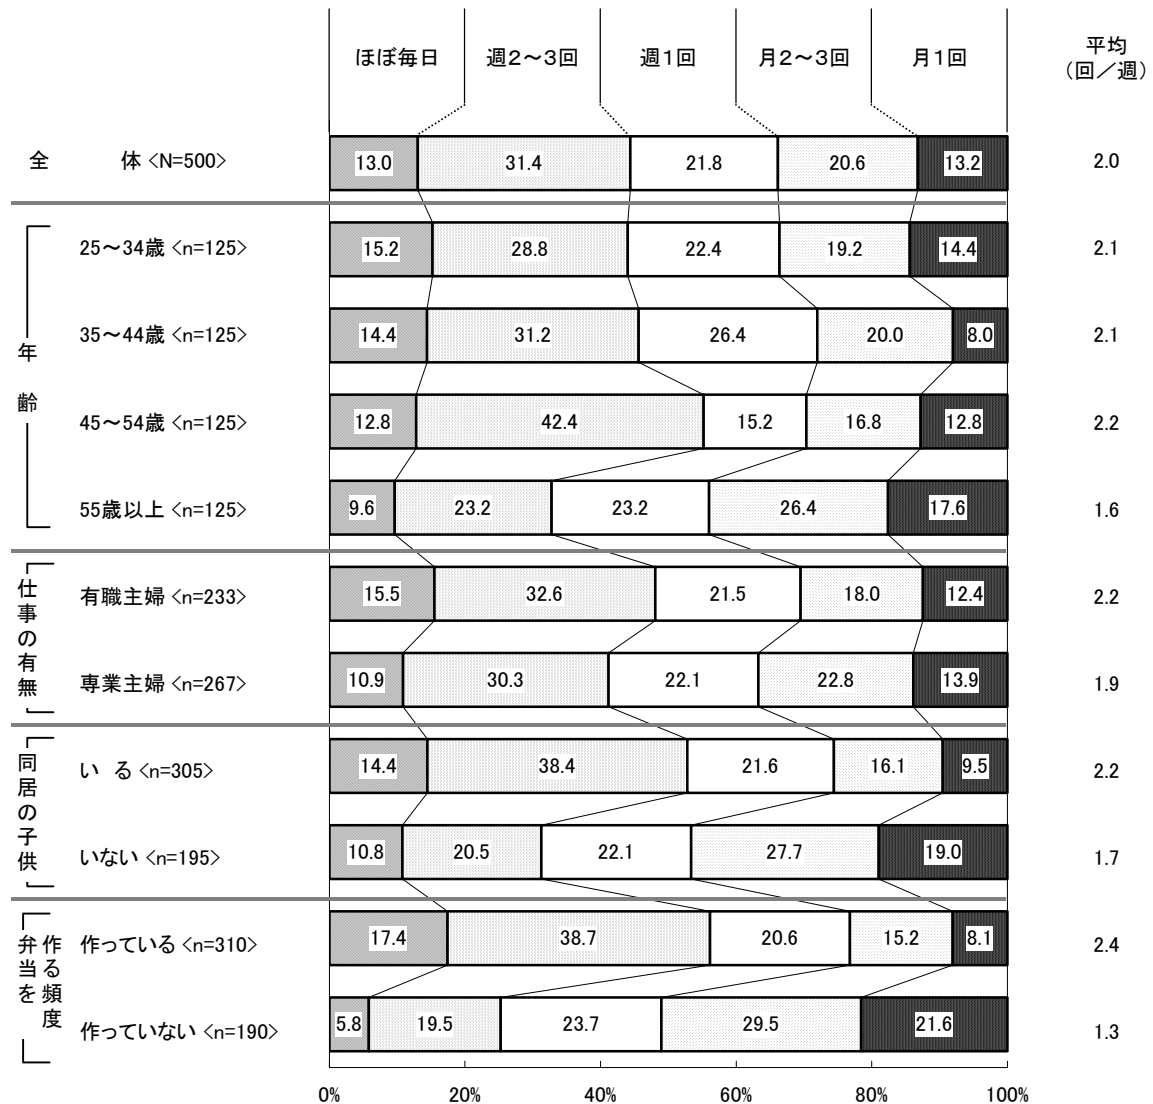 ほぼ毎日 週2～3回 週1回 月2～3回 月1回 平均（回／週）
全 体 <N=500> 13.0 31.4 21.8 20.6 13.2 2.0
年齢
25～34歳 <n=125> 15.2 28.8 22.4 19.2 14.4 2.1
35～44歳 <n=125> 14.4 31.2 26.4 20.0 8.0 2.1
45～54歳 <n=125> 12.8 42.4 15.2 16.8 12.8 2.2
55歳以上 <n=125> 9.6 23.2 23.2 26.4 17.6 1.6
仕事の有無
有職主婦 <n=233> 15.5 32.6 21.5 18.0 12.4 2.2
専業主婦 <n=267> 10.9 30.3 22.1 22.8 13.9 1.9
同居の子供
い る <n=305> 14.4 38.4 21.6 16.1 9.5 2.2
いない <n=195> 10.8 20.5 22.1 27.7 19.0 1.7
弁当を
作る頻度
作っている <n=310> 17.4 38.7 20.6 15.2 8.1 2.4
作っていない <n=190> 5.8 19.5 23.7 29.5 21.6 1.3
0% 20% 40% 60% 80% 100%